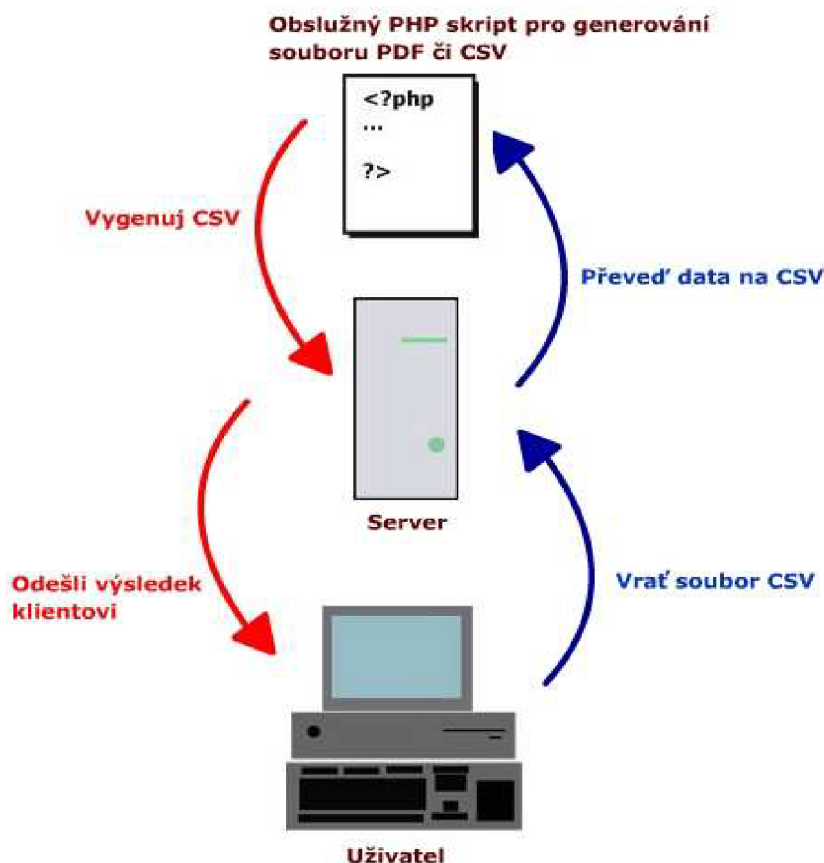 Obslužný PHP skript pro generování
souboru PDF či CSV
<?php
...
?>
Vygenuj CSV
Převeď data na CSV
Server
Odešli výsledek
klientovi
Vrať soubor CSV
Uživatel